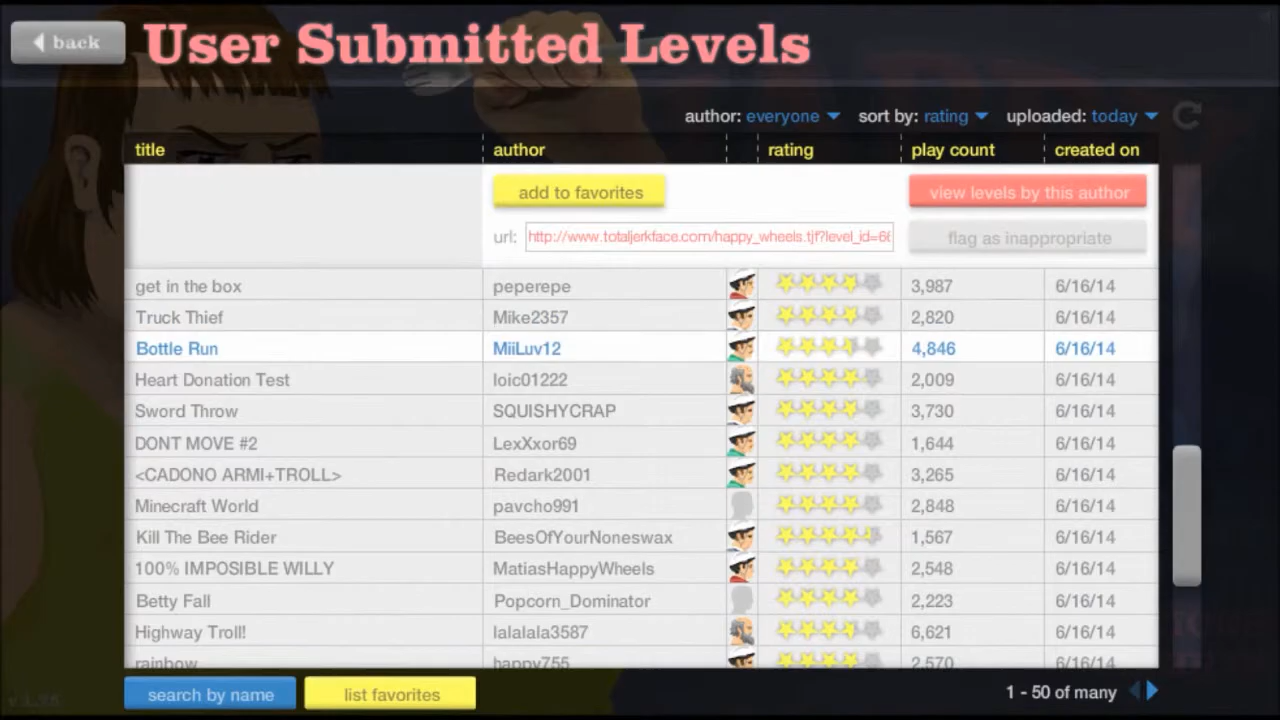 back
User Submitted Levels
author: everyone sort by: rating uploaded: today
title author rating play count created on
add to favorites view levels by this author
url: http://www.totaljerkface.com/happy_wheels.tjf?level_id=6 flag as inappropriate
get in the box peperepe 3,987 6/16/14
Truck Thief Mike2357 2,820 6/16/14
Bottle Run MiiLuv12 4,846 6/16/14
Heart Donation Test loic01222 2,009 6/16/14
Sword Throw SQUISHYCRAP 3,730 6/16/14
DONT MOVE #2 LexXxor69 1,644 6/16/14
<CADONO ARMI+TROLL> Redark2001 3,265 6/16/14
Minecraft World pavcho991 2,848 6/16/14
Kill The Bee Rider BeesOfYourNoneswax 1,567 6/16/14
100% IMPOSIBLE WILLY MatiasHappyWheels 2,548 6/16/14
Betty Fall Popcorn_Dominator 2,223 6/16/14
Highway Troll! lalalala3587 6,621 6/16/14
rainbow happy755 2,570 6/16/14
search by name list favorites 1 - 50 of many